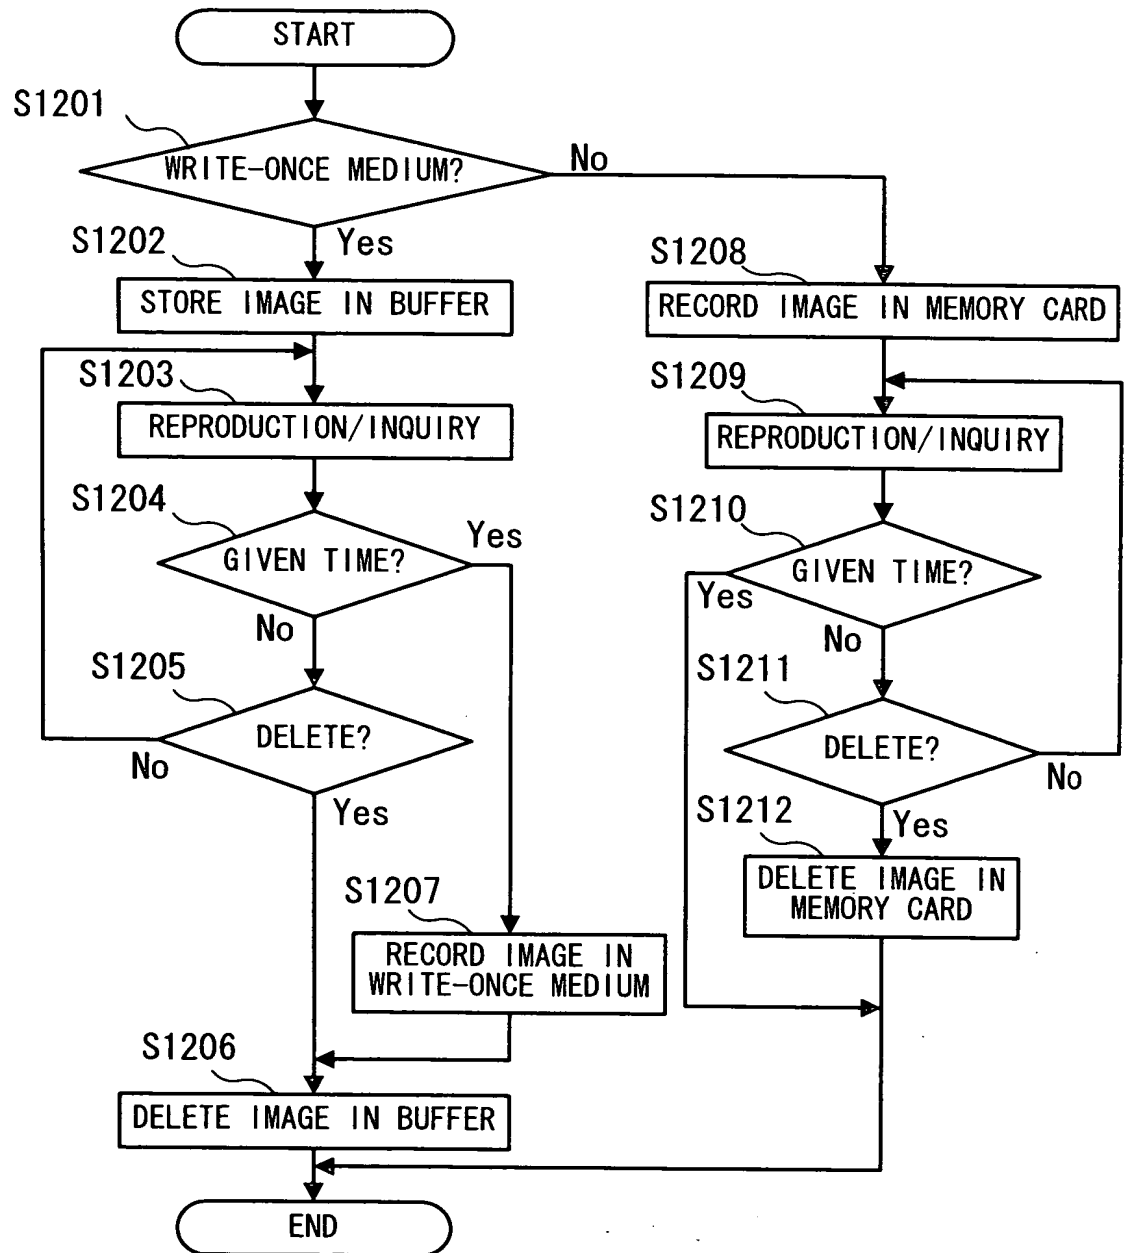 START
S1201
WRITE-ONCE MEDIUM?
No
Yes
S1202
STORE IMAGE IN BUFFER
S1203
REPRODUCTION/INQUIRY
S1204
GIVEN TIME?
Yes
No
S1205
DELETE?
No
Yes
S1207
RECORD IMAGE IN
WRITE-ONCE MEDIUM
S1206
DELETE IMAGE IN BUFFER
S1208
RECORD IMAGE IN MEMORY CARD
S1209
REPRODUCTION/INQUIRY
S1210
GIVEN TIME?
Yes
No
S1211
DELETE?
No
Yes
S1212
DELETE IMAGE IN
MEMORY CARD
END